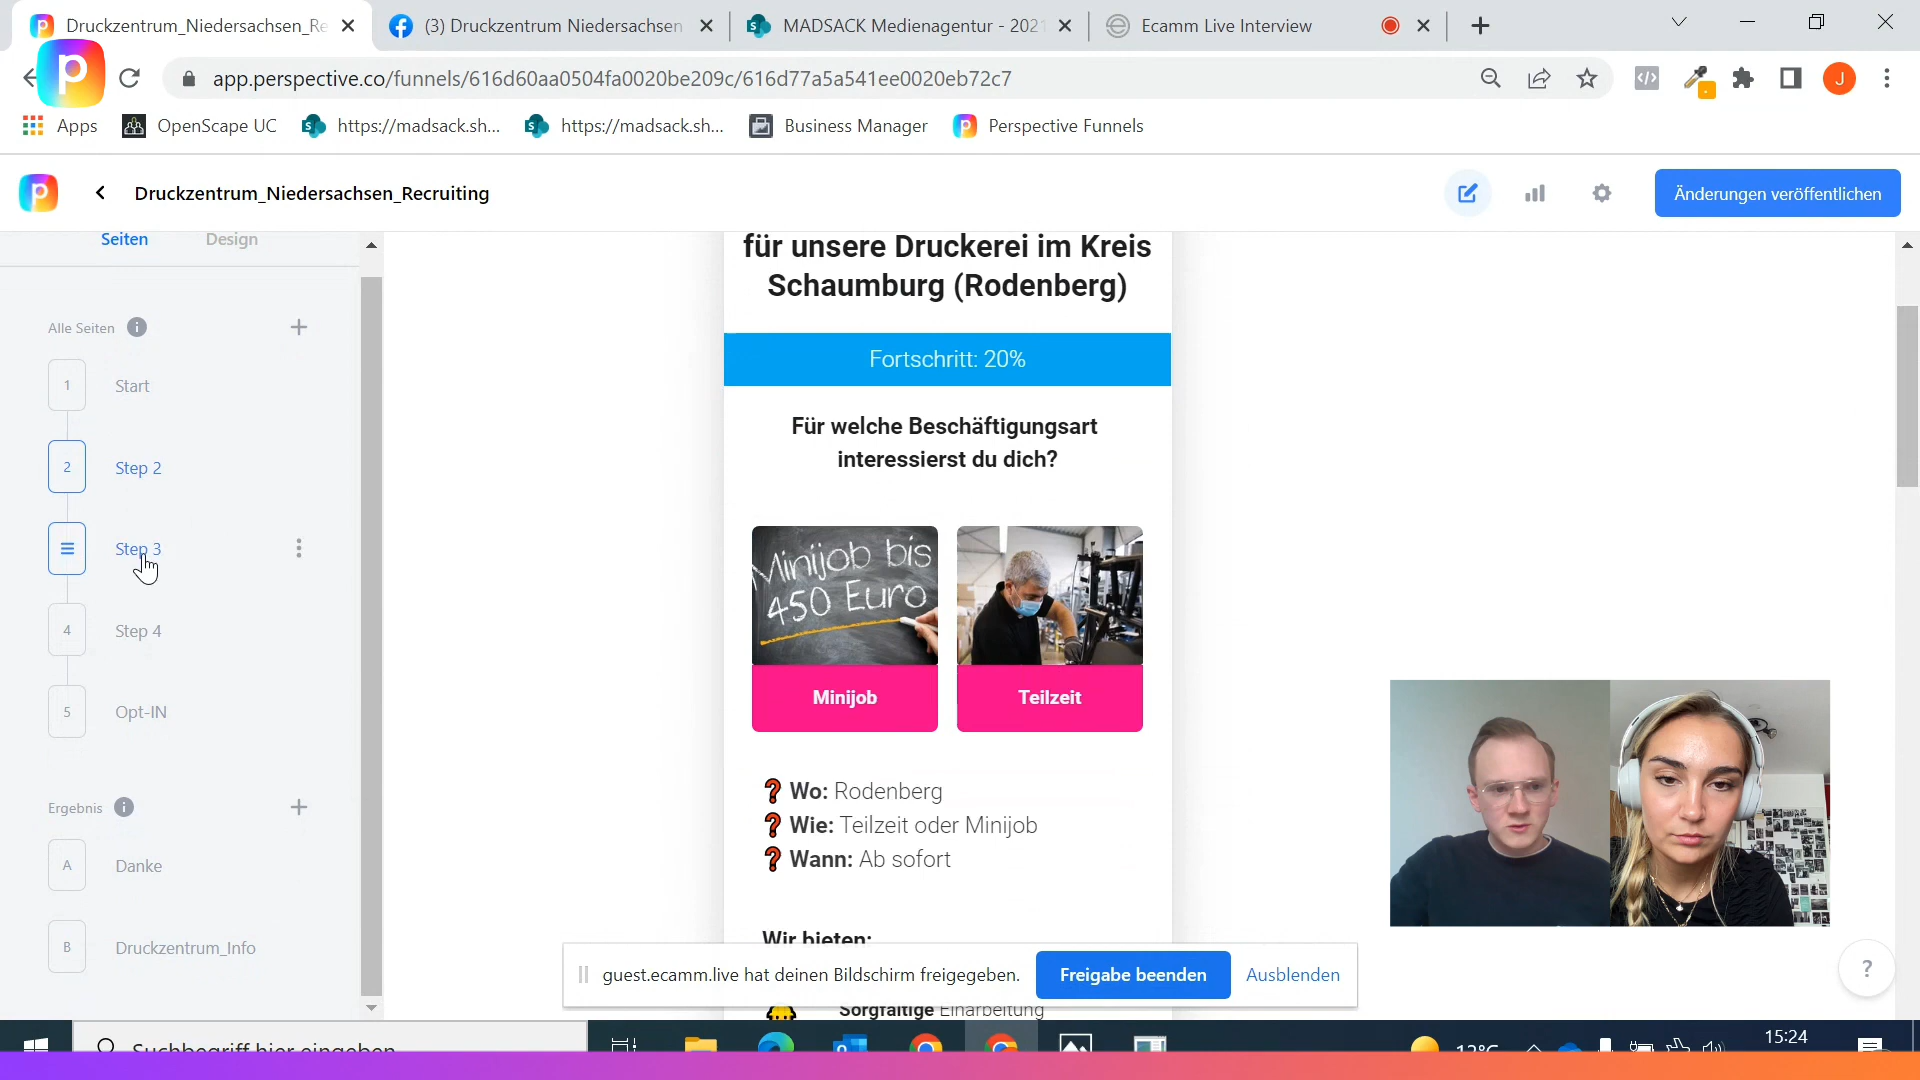 Druckzentrum_Niedersachsen_Re
(3) Druckzentrum Niedersachsen
MADSACK Medienagentur - 2021
Ecamm Live Interview
app.perspective.co/funnels/616d60aa0504fa0020be209c/616d77a5a541ee0020eb72c7
J
Apps
OpenScape UC
https://madsack.sh...
https://madsack.sh...
Business Manager
Perspective Funnels
Druckzentrum_Niedersachsen_Recruiting
Änderungen veröffentlichen
Seiten
Design
für unsere Druckerei im Kreis
Schaumburg (Rodenberg)
Alle Seiten
1
Start
Fortschritt: 20%
2
Step 2
Für welche Beschäftigungsart
interessierst du dich?
Step 3
Minijob bis
450 Euro
4
Step 4
Minijob
Teilzeit
5
Opt-IN
❓ Wo: Rodenberg
❓ Wie: Teilzeit oder Minijob
❓ Wann: Ab sofort
Ergebnis
A
Danke
Wir bieten:
B
Druckzentrum_Info
guest.ecamm.live hat deinen Bildschirm freigegeben.
Freigabe beenden
Ausblenden
?
Sorgfältige Einarbeitung
Suchbegriff hier eingeben
12°C
15:24